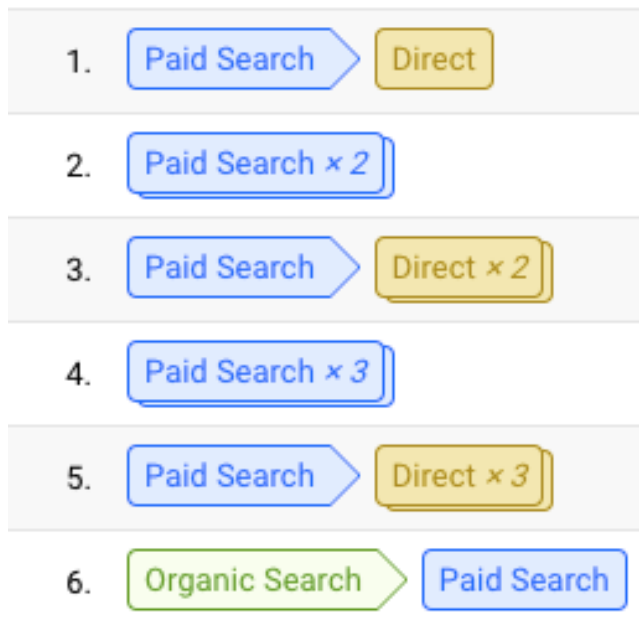 1. Paid Search Direct
2. Paid Search × 2
3. Paid Search Direct × 2
4. Paid Search × 3
5. Paid Search Direct × 3
6. Organic Search Paid Search